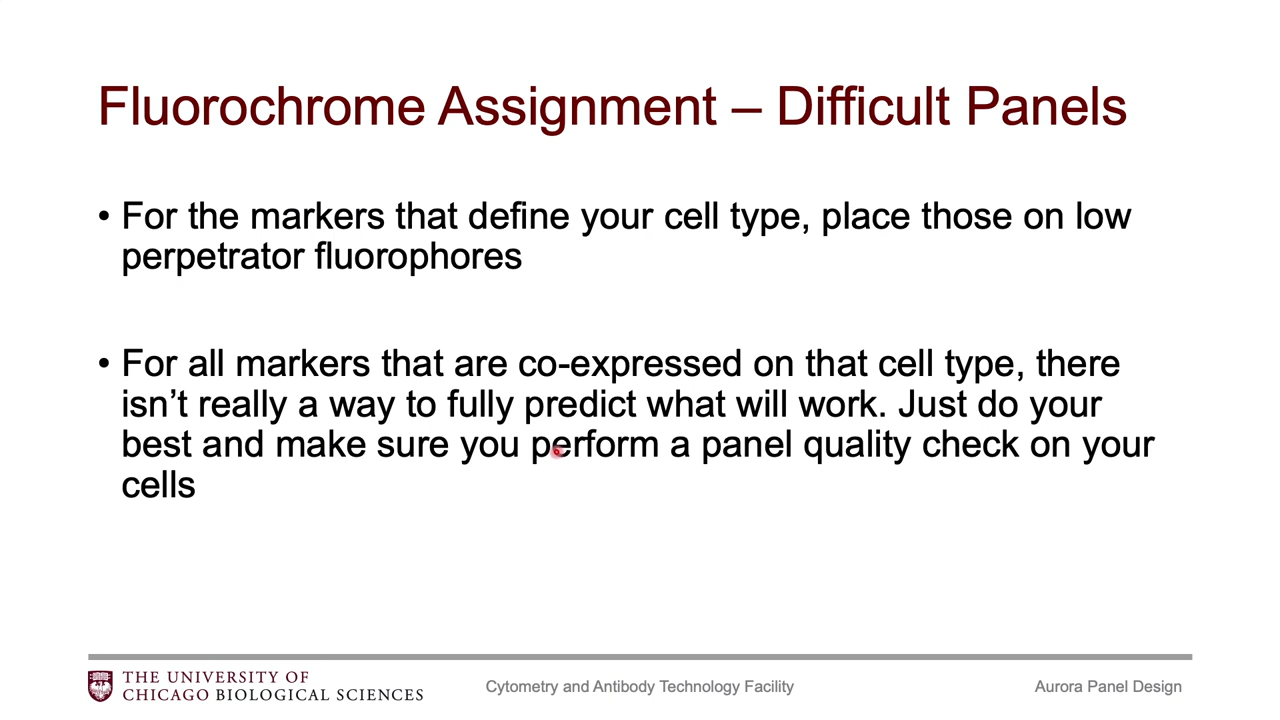 Fluorochrome Assignment – Difficult Panels
• For the markers that define your cell type, place those on low
perpetrator fluorophores
• For all markers that are co-expressed on that cell type, there
isn’t really a way to fully predict what will work. Just do your
best and make sure you perform a panel quality check on your
cells
THE UNIVERSITY OF
CHICAGO BIOLOGICAL SCIENCES
Cytometry and Antibody Technology Facility
Aurora Panel Design